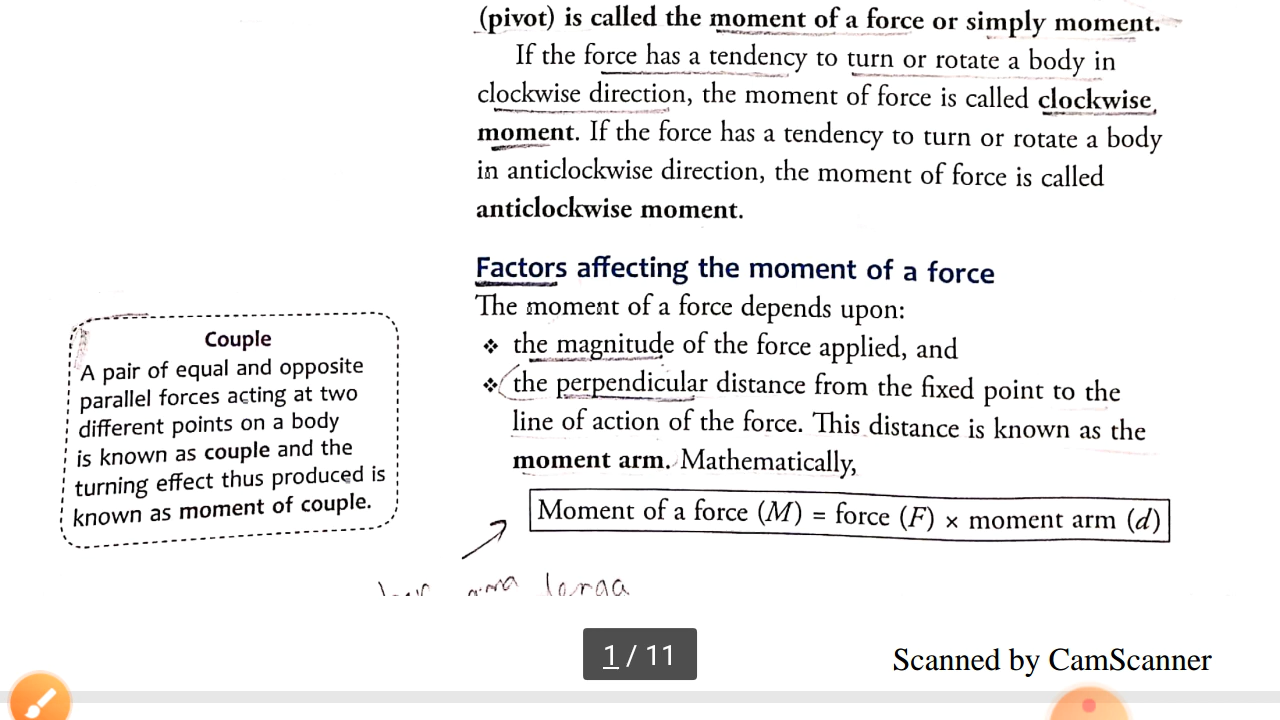 (pivot) is called the moment of a force or simply moment.
If the force has a tendency to turn or rotate a body in
clockwise direction, the moment of force is called clockwise
moment. If the force has a tendency to turn or rotate a body
in anticlockwise direction, the moment of force is called
anticlockwise moment.
Factors affecting the moment of a force
The moment of a force depends upon:
❖ the magnitude of the force applied, and
❖ the perpendicular distance from the fixed point to the
line of action of the force. This distance is known as the
moment arm. Mathematically,
Moment of a force (M) = force (F) × moment arm (d)
Couple
A pair of equal and opposite
parallel forces acting at two
different points on a body
is known as couple and the
turning effect thus produced is
known as moment of couple.
1 / 11
Scanned by CamScanner